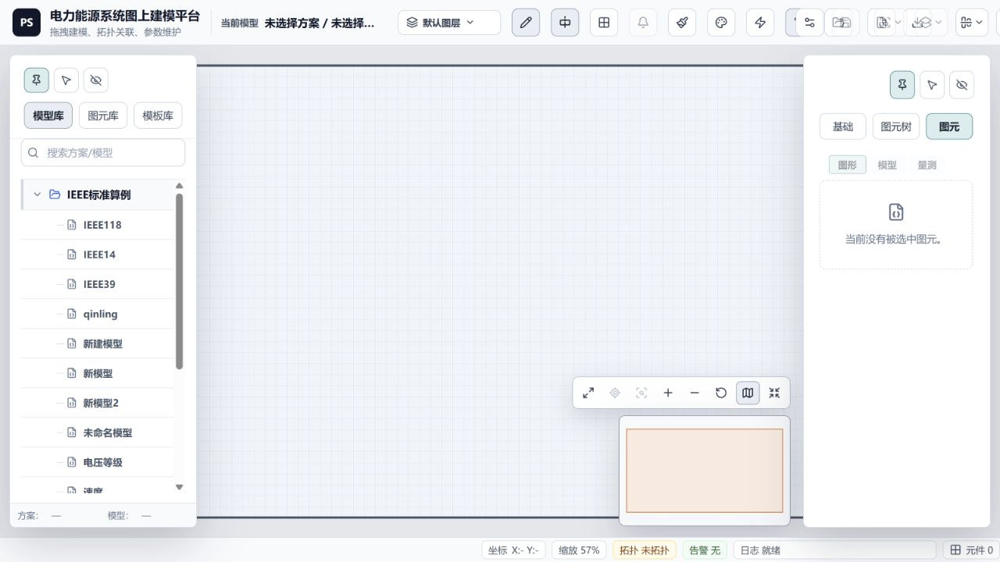 PS
电力能源系统图上建模平台
拖拽建模、拓扑关联、参数维护
当前模型 未选择方案 / 未选择...
默认图层
模型库 图元库 模板库
搜索方案/模型
IEEE标准算例
IEEE118
IEEE14
IEEE39
qinling
新建模型
新模型
新模型2
未命名模型
电压等级
速度
方案: — 模型: —
基础 图元树 图元
图形 模型 量测
当前没有被选中图元。
坐标 X:- Y:-
缩放 57%
拓扑 未拓扑
告警 无
日志 就绪
元件 0